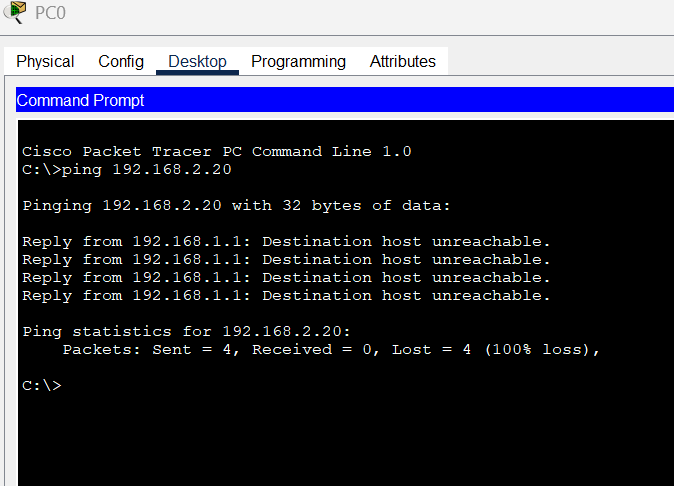 PC0
Physical Config Desktop Programming Attributes
Command Prompt
Cisco Packet Tracer PC Command Line 1.0
C:\>ping 192.168.2.20
Pinging 192.168.2.20 with 32 bytes of data:
Reply from 192.168.1.1: Destination host unreachable.
Reply from 192.168.1.1: Destination host unreachable.
Reply from 192.168.1.1: Destination host unreachable.
Reply from 192.168.1.1: Destination host unreachable.
Ping statistics for 192.168.2.20:
Packets: Sent = 4, Received = 0, Lost = 4 (100% loss),
C:\>